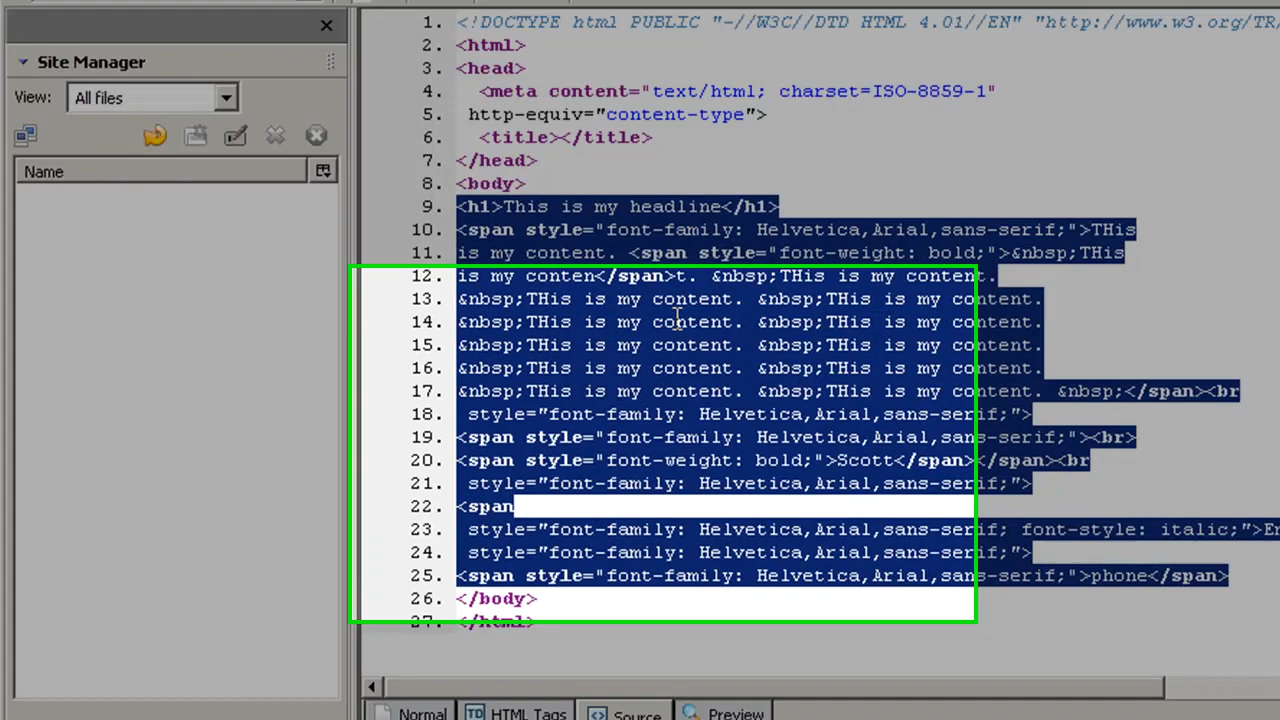 Site Manager
View: All files
Name
1. <!DOCTYPE html PUBLIC "-//W3C//DTD HTML 4.01//EN" "http://www.w3.org/TR/
2. <html>
3. <head>
4. <meta content="text/html; charset=ISO-8859-1"
5. http-equiv="content-type">
6. <title></title>
7. </head>
8. <body>
9. <h1>This is my headline</h1>
10. <span style="font-family: Helvetica,Arial,sans-serif;">THis
11. is my content. <span style="font-weight: bold;">&nbsp;THis
12. is my conten</span>t. &nbsp;THis is my content.
13. &nbsp;THis is my content. &nbsp;THis is my content.
14. &nbsp;THis is my content. &nbsp;THis is my content.
15. &nbsp;THis is my content. &nbsp;THis is my content.
16. &nbsp;THis is my content. &nbsp;THis is my content.
17. &nbsp;THis is my content. &nbsp;THis is my content. &nbsp;</span><br
18. style="font-family: Helvetica,Arial,sans-serif;">
19. <span style="font-family: Helvetica,Arial,sans-serif;"><br>
20. <span style="font-weight: bold;">Scott</span></span><br
21. style="font-family: Helvetica,Arial,sans-serif;">
22. <span
23. style="font-family: Helvetica,Arial,sans-serif; font-style: italic;">
24. style="font-family: Helvetica,Arial,sans-serif;">
25. <span style="font-family: Helvetica,Arial,sans-serif;">phone</span>
26. </body>
27. </html>
Normal TD HTML Tags <> Source Preview